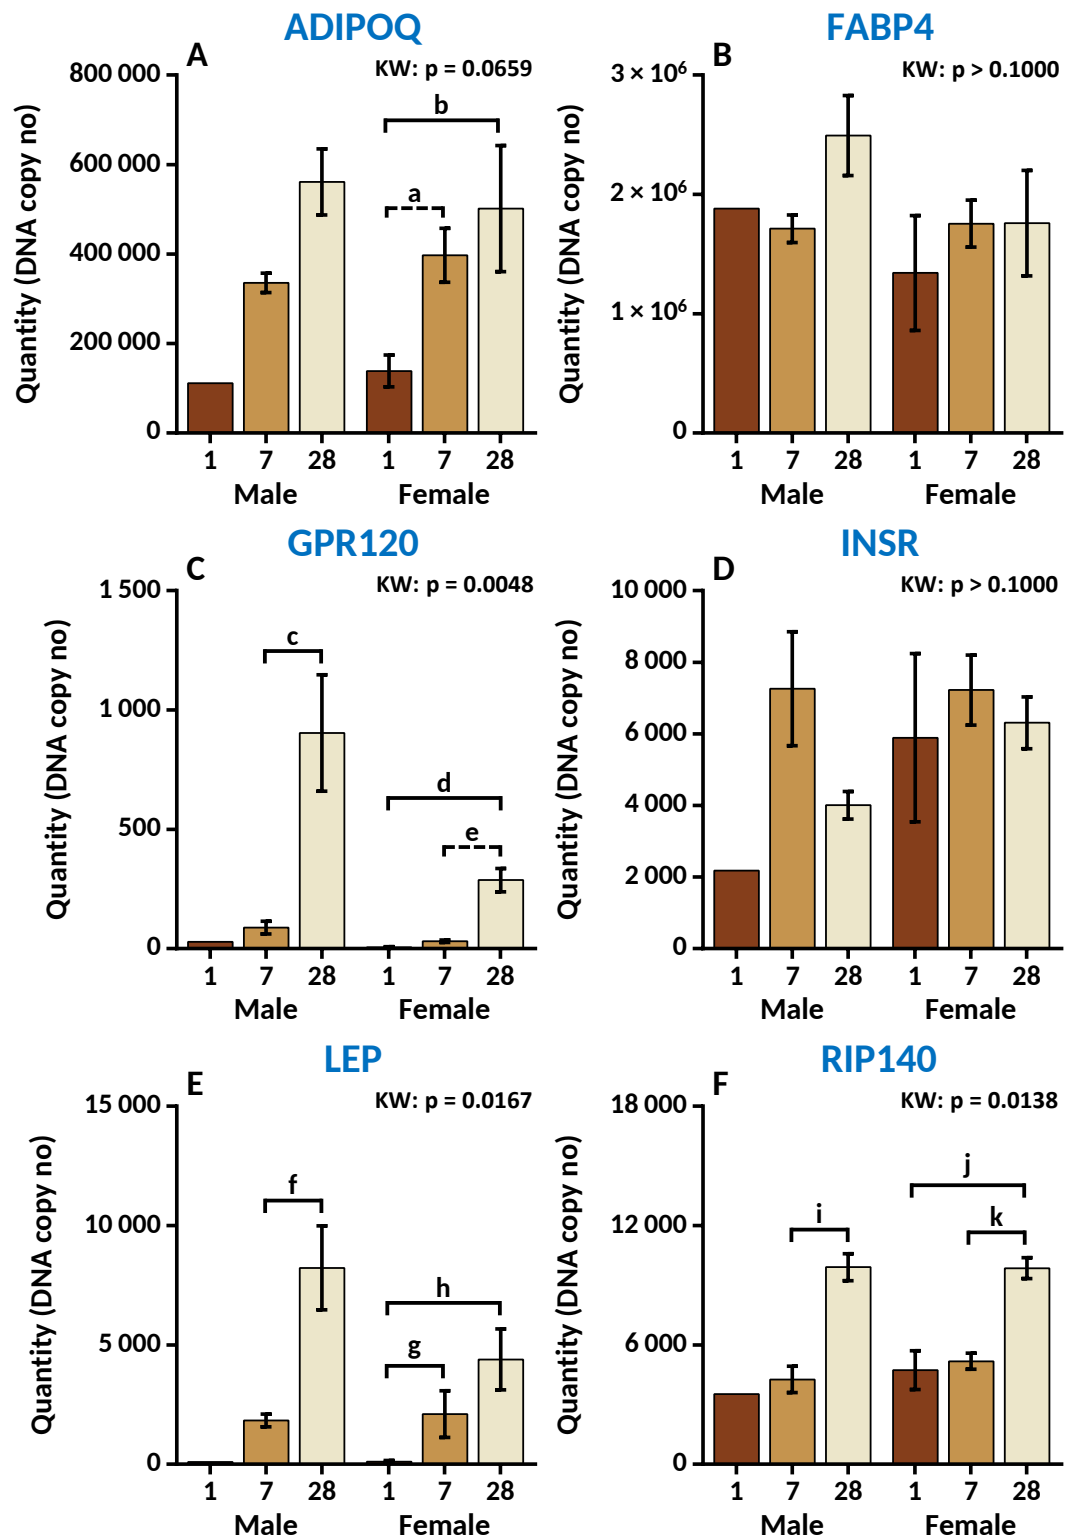 ADIPOQ
A
KW: p = 0.0659
Quantity (DNA copy no)
800 000
600 000
400 000
200 000
0
a
b
1 7 28 1 7 28
Male Female
FABP4
B
KW: p > 0.1000
Quantity (DNA copy no)
3 × 10⁶
2 × 10⁶
1 × 10⁶
0
1 7 28 1 7 28
Male Female
GPR120
C
KW: p = 0.0048
Quantity (DNA copy no)
1 500
1 000
500
0
c
d
e
1 7 28 1 7 28
Male Female
INSR
D
KW: p > 0.1000
Quantity (DNA copy no)
10 000
8 000
6 000
4 000
2 000
0
1 7 28 1 7 28
Male Female
LEP
E
KW: p = 0.0167
Quantity (DNA copy no)
15 000
10 000
5 000
0
f
h
g
1 7 28 1 7 28
Male Female
RIP140
F
KW: p = 0.0138
Quantity (DNA copy no)
18 000
12 000
6 000
0
j
i
k
1 7 28 1 7 28
Male Female